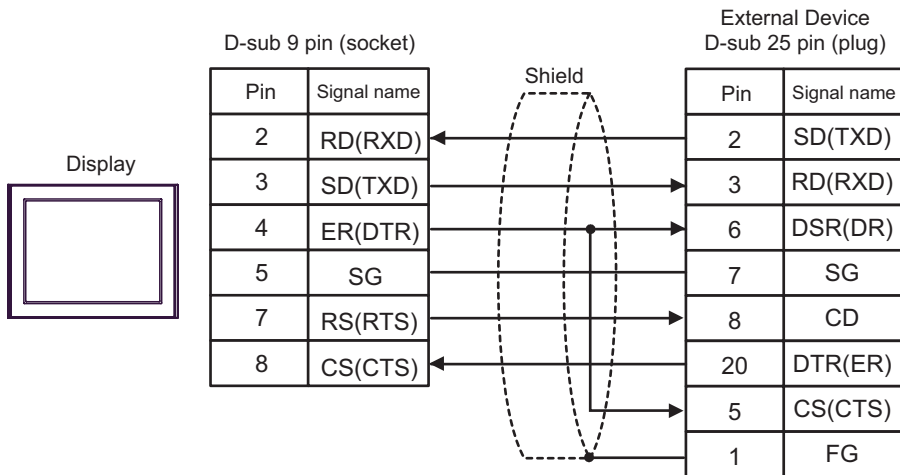 External Device
D-sub 9 pin (socket)
D-sub 25 pin (plug)
Shield
Pin Signal name
Pin Signal name
2 RD(RXD)
2 SD(TXD)
Display
3 SD(TXD)
3 RD(RXD)
4 ER(DTR)
6 DSR(DR)
5 SG
7 SG
7 RS(RTS)
8 CD
8 CS(CTS)
20 DTR(ER)
5 CS(CTS)
1 FG